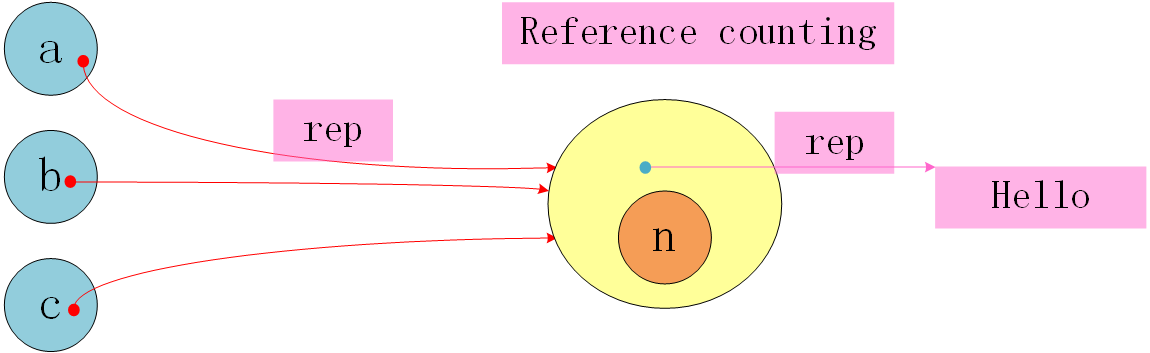 Reference counting
a
rep
rep
b
Hello
n
c